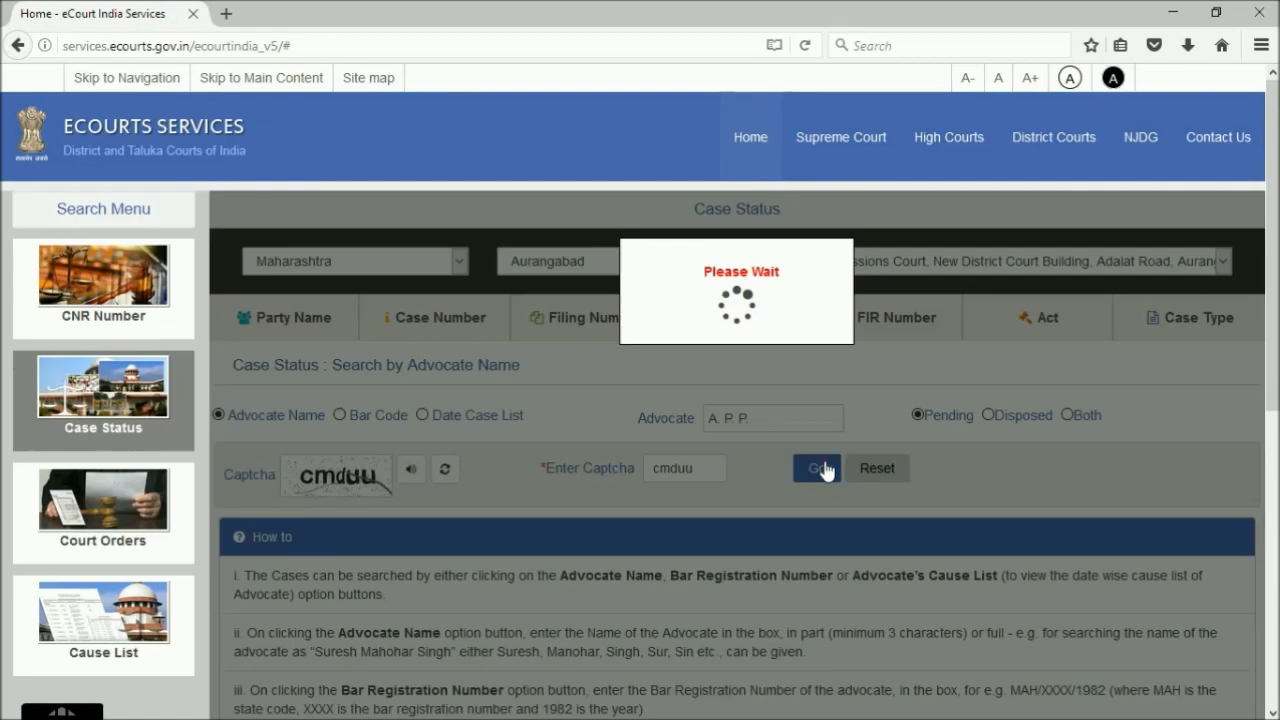 Home - eCourt India Services
services.ecourts.gov.in/ecourtindia_v5/#
Search
Skip to Navigation
Skip to Main Content
Site map
A-
A
A+
A
A
ECOURTS SERVICES
District and Taluka Courts of India
Home
Supreme Court
High Courts
District Courts
NJDG
Contact Us
Search Menu
CNR Number
Case Status
Court Orders
Cause List
Case Status
Maharashtra
Aurangabad
Court, New District Court Building, Adalat Road,
Please Wait
Party Name
Case Number
Filing
FIR Number
Act
Case Type
Case Status : Search by Advocate Name
Advocate Name
Bar Code
Date Case List
Advocate
A. P. P.
Pending
Disposed
Both
Captcha
cmduu
*Enter Captcha
cmduu
Go
Reset
How to
i. The Cases can be searched by either clicking on the Advocate Name, Bar Registration Number or Advocate's Cause List (to view the date wise cause list of
Advocate) option buttons.
ii. On clicking the Advocate Name option button, enter the Name of the Advocate in the box, in part (minimum 3 characters) or full - e.g. for searching the name of the
advocate as “Suresh Mahohar Singh” either Suresh, Manohar, Singh, Sur, Sin etc., can be given.
iii. On clicking the Bar Registration Number option button, enter the Bar Registration Number of the advocate, in the box, for e.g. MAH/XXXX/1982 (where MAH is the
state code, XXXX is the bar registration number and 1982 is the year).